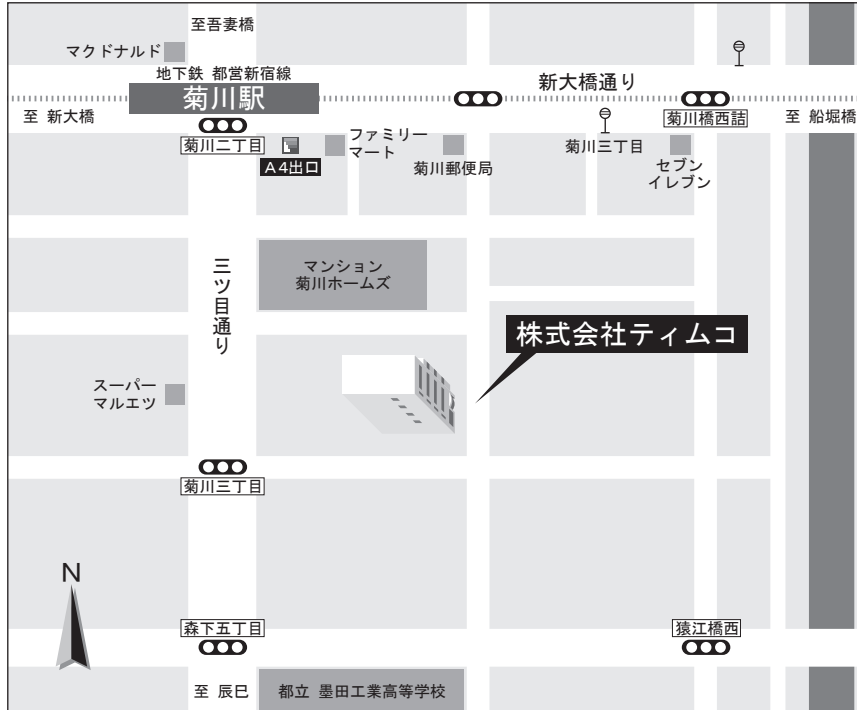 至吾妻橋
マクドナルド
地下鉄 都営新宿線
菊川駅
新大橋通り
至 新大橋
菊川橋西詰
至 船堀橋
菊川二丁目
A4出口
ファミリー
マート
菊川郵便局
菊川三丁目
セブン
イレブン
三ツ目通り
マンション
菊川ホームズ
株式会社ティムコ
スーパー
マルエツ
菊川三丁目
N
森下五丁目
猿江橋西
至 辰巳
都立 墨田工業高等学校